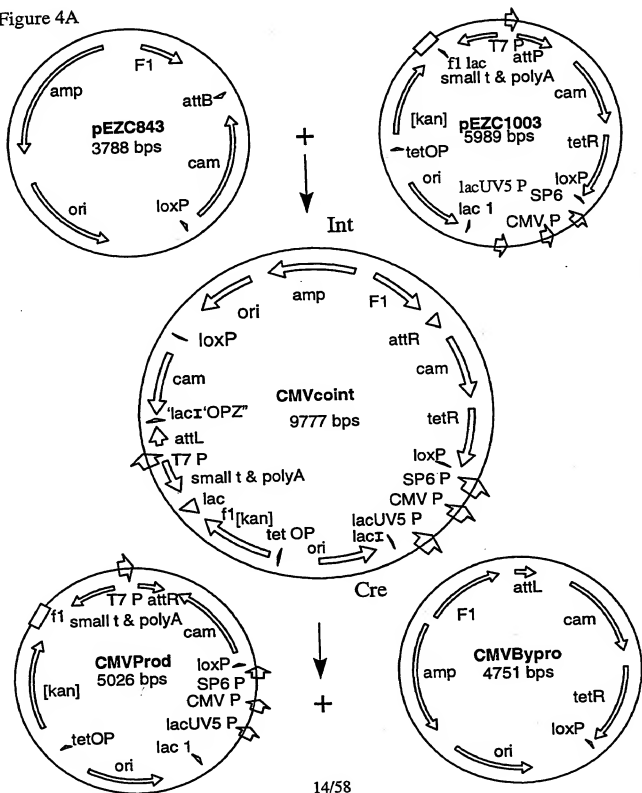 Figure 4A
F1
amp
attB
pEZC843
3788 bps
cam
ori
loxP
+
T7 P
attP
f1 lac
small t & polyA
cam
[kan]
pEZC1003
5989 bps
tetR
tetOP
lacUV5 P
loxP
ori
SP6
lac 1
CMV P
Int
amp
ori
F1
loxP
attR
cam
cam
CMVcoint
9777 bps
'lacI'OPZ"
tetR
attL
T7 P
loxP
small t & polyA
SP6 P
lac
CMV P
f1
[kan]
lacUV5 P
tet OP
ori
lacI
Cre
T7 P
attR
f1
small t & polyA
cam
CMVProd
5026 bps
loxP
[kan]
SP6 P
CMV P
lacUV5 P
tetOP
lac 1
ori
+
attL
F1
cam
CMVBypro
4751 bps
amp
tetR
loxP
ori
14/58